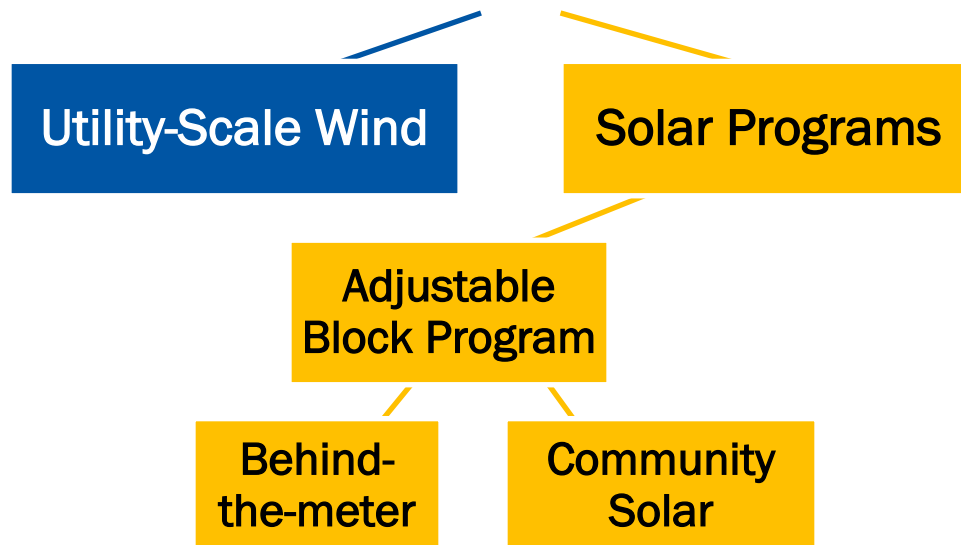 Utility-Scale Wind
Solar Programs
Adjustable
Block Program
Behind-
the-meter
Community
Solar